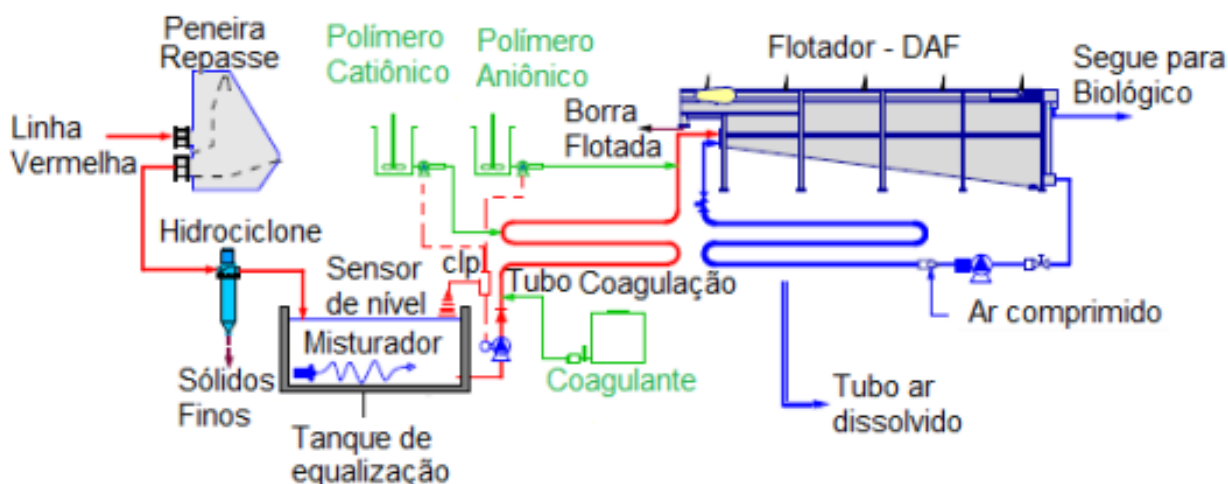 Peneira
Repasse
Polímero
Catiônico
Polímero
Aniônico
Flotador - DAF
Segue para
Biológico
Linha
Vermelha
Borra
Flotada
Hidrociclone
Sensor
de nível
clp
Tubo Coagulação
Misturador
Ar comprimido
Sólidos
Finos
Coagulante
Tubo ar
dissolvido
Tanque de
equalização